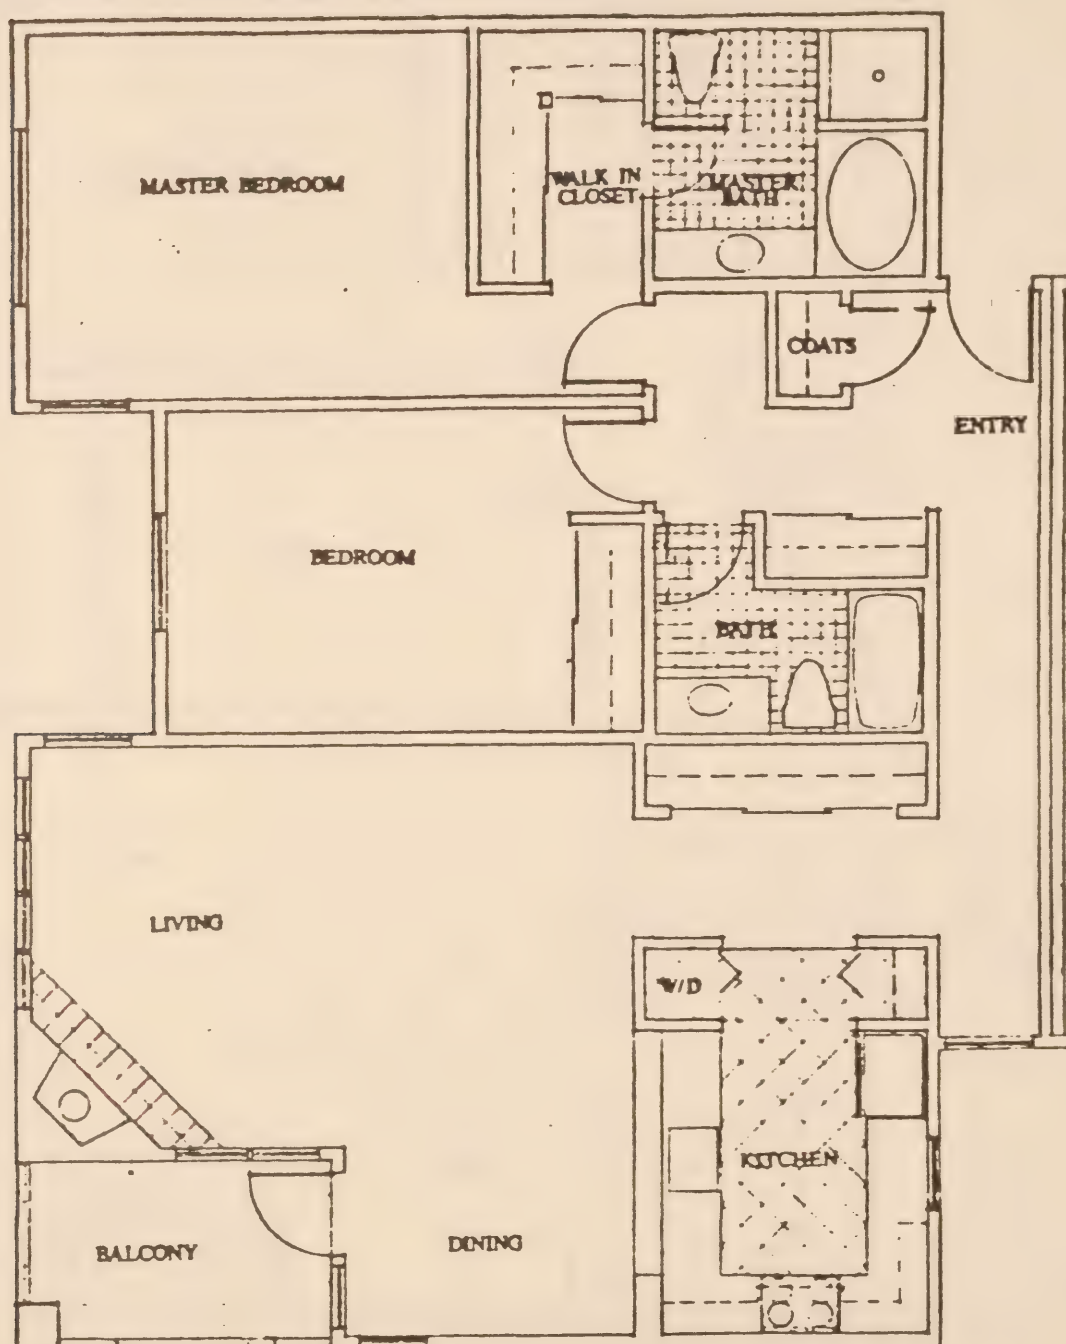 MASTER BEDROOM
WALK IN
CLOSET
MASTER
BATH
COATS
ENTRY
BEDROOM
BATH
LIVING
W/D
KITCHEN
BALCONY
DINING